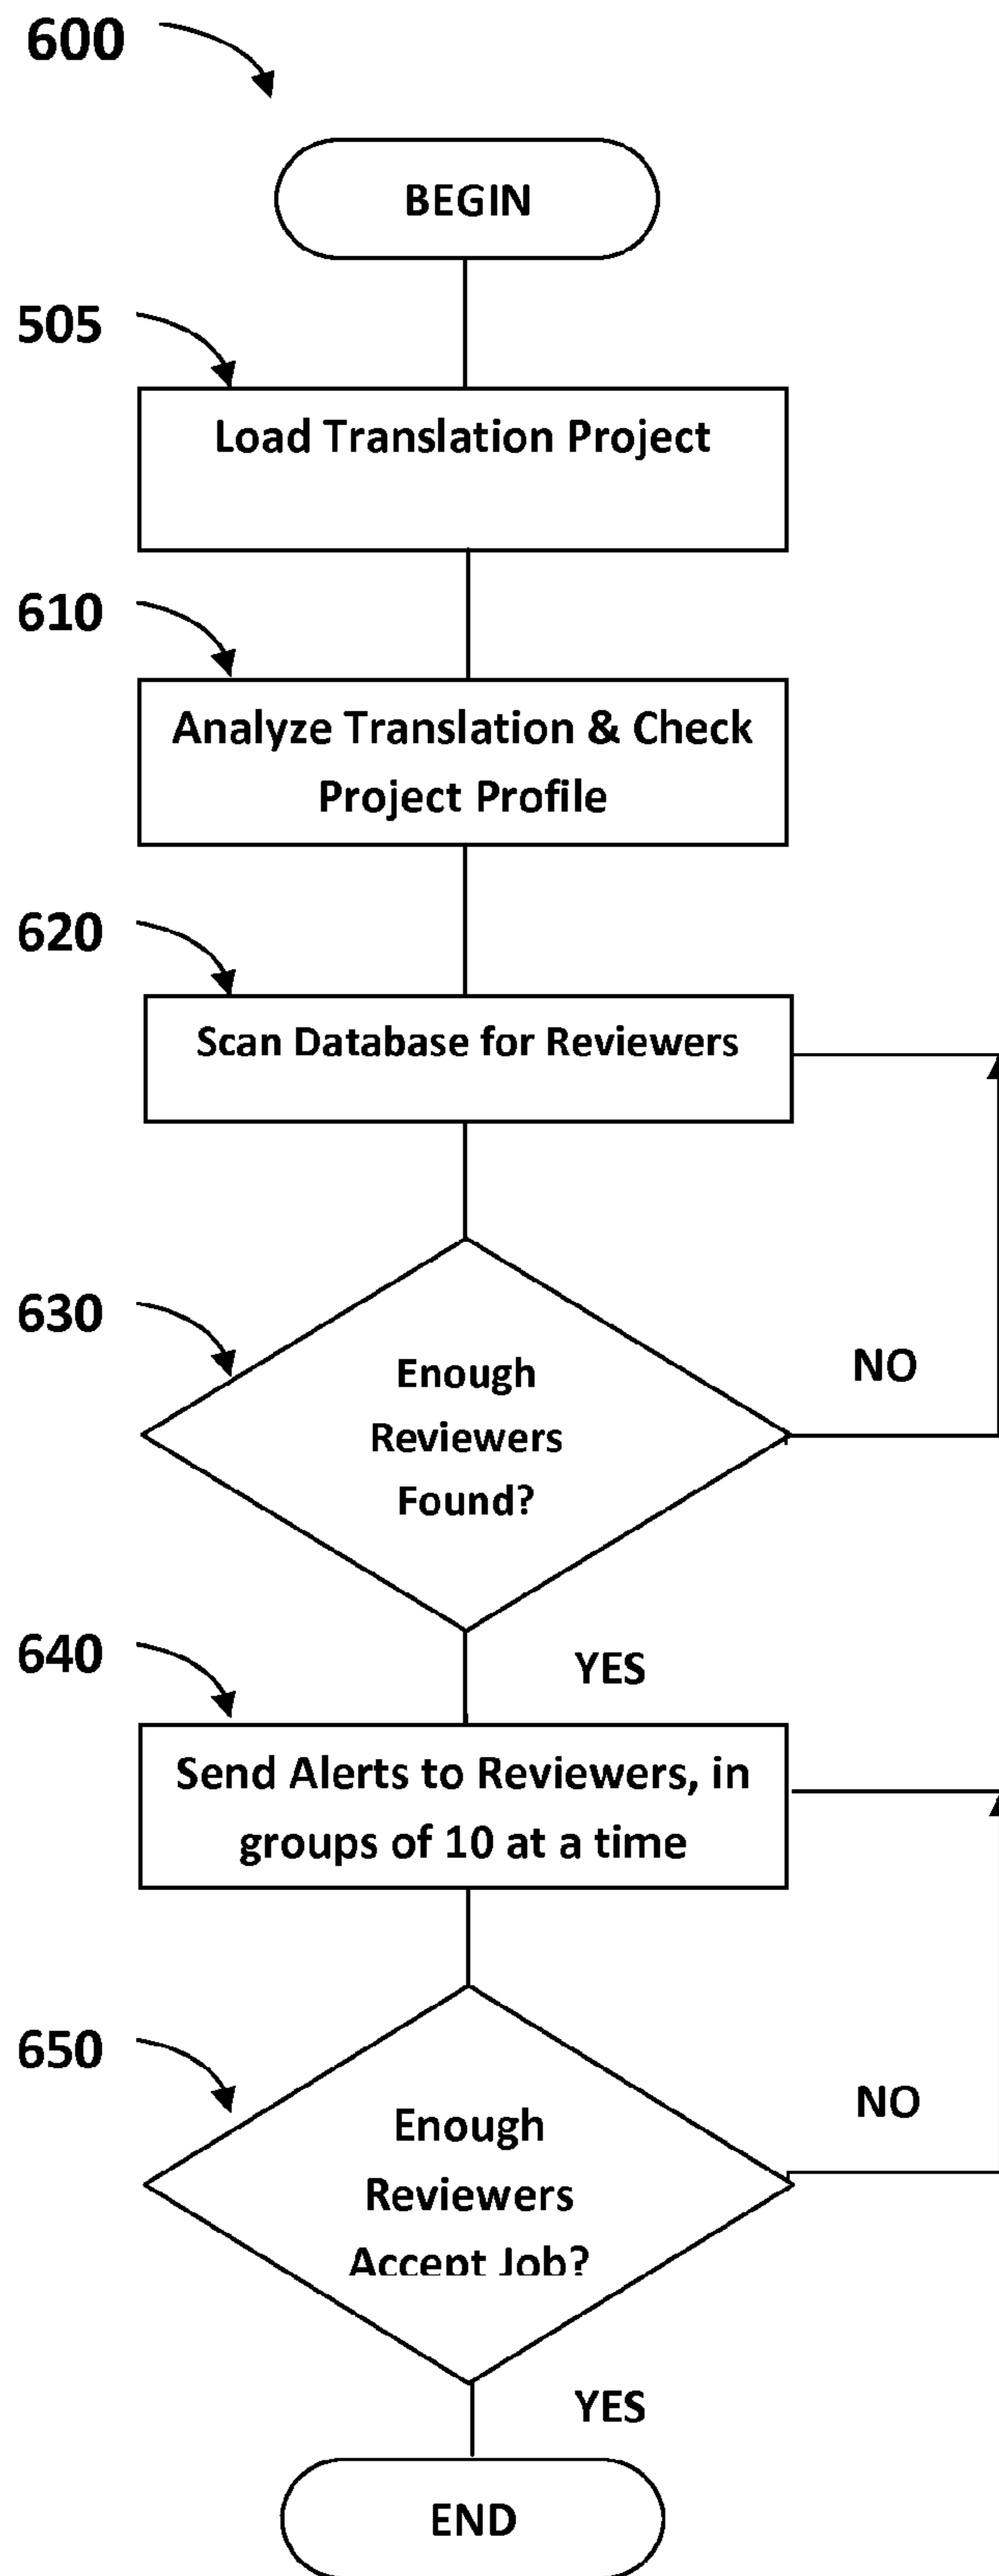 600
BEGIN
505
Load Translation Project
610
Analyze Translation & Check
Project Profile
620
Scan Database for Reviewers
630
Enough
Reviewers
Found?
NO
640
YES
Send Alerts to Reviewers, in
groups of 10 at a time
650
Enough
Reviewers
Accept Job?
NO
YES
END